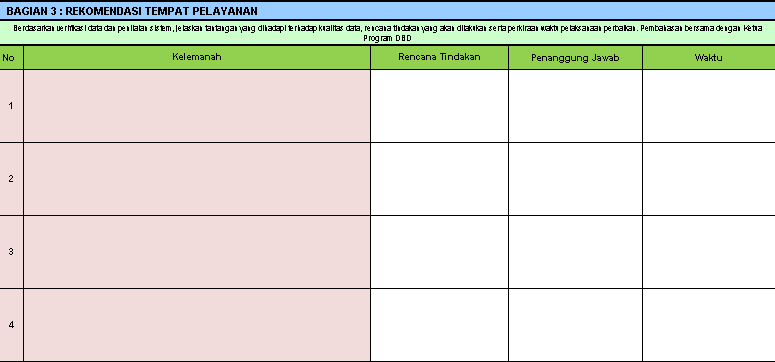 BAGIAN 3 : REKOMENDASI TEMPAT PELAYANAN
Berdasarkan verifikasi data dan penilaian sistem, jelaskan tantangan yang dihadapi terhadap kualitas data, rencana tindakan yang akan dilakukan serta perkiraan waktu pelaksanaan perbaikan. Pembahasan bersama dengan Ketua
Program DBD
No Kelemanah Rencana Tindakan Penanggung Jawab Waktu
1
2
3
4